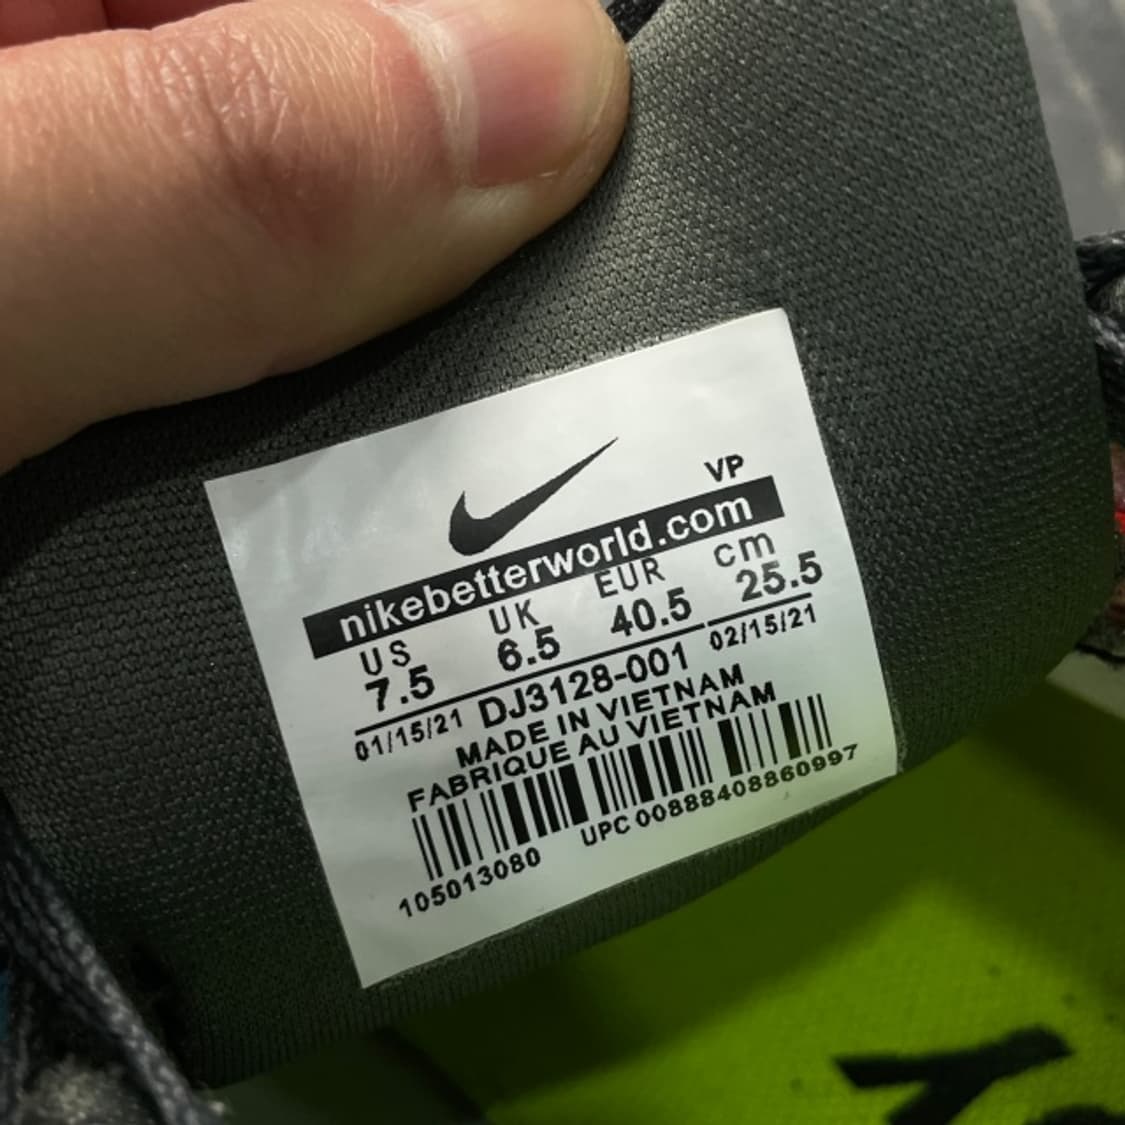 VP
nikebetterworld.com
US UK EUR cm
7.5 6.5 40.5 25.5
01/15/21 DJ3128-001 02/15/21
MADE IN VIETNAM
FABRIQUE AU VIETNAM
105013080 UPC 00888408860997